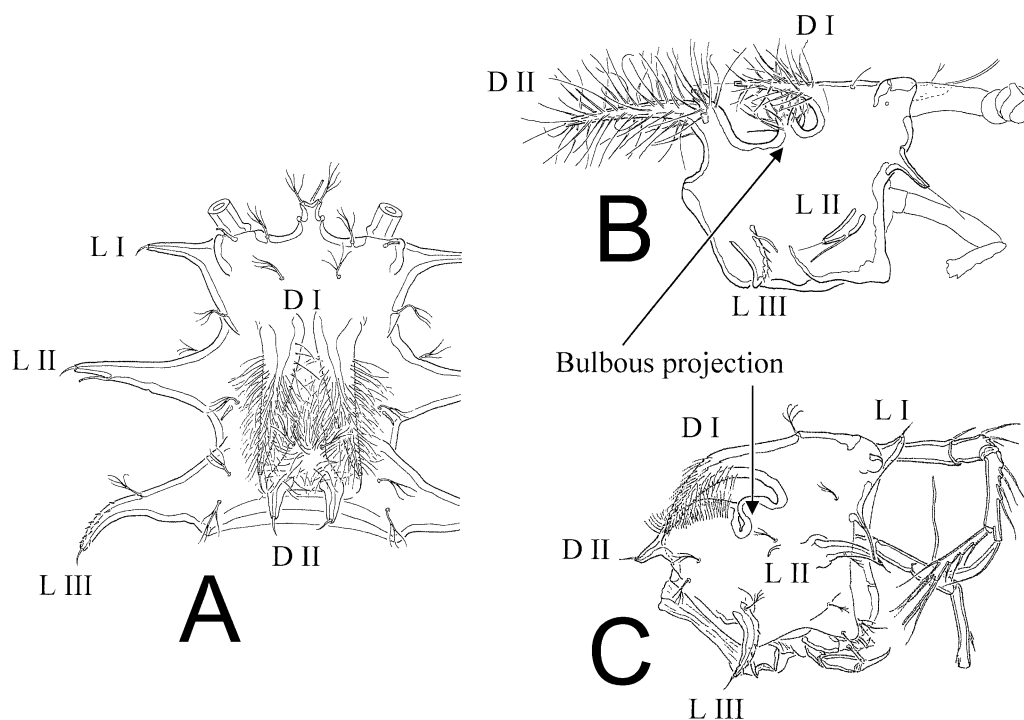 L I
D I
L II
L III
D II
A
D I
D II
B
L II
L III
Bulbous projection
D I
L I
D II
L II
C
L III